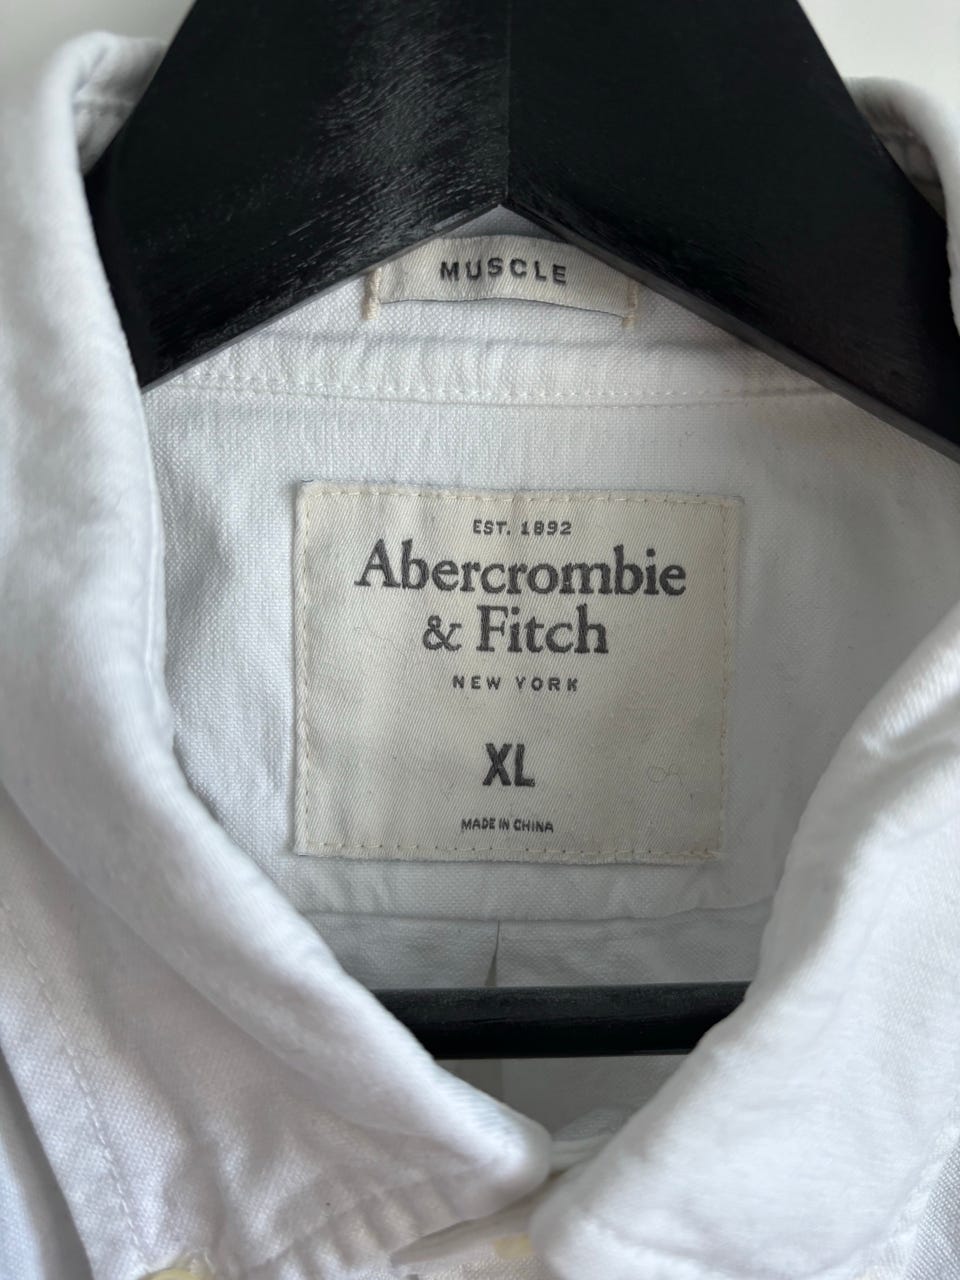 MUSCLE
EST. 1892
Abercrombie
& Fitch
NEW YORK
XL
MADE IN CHINA